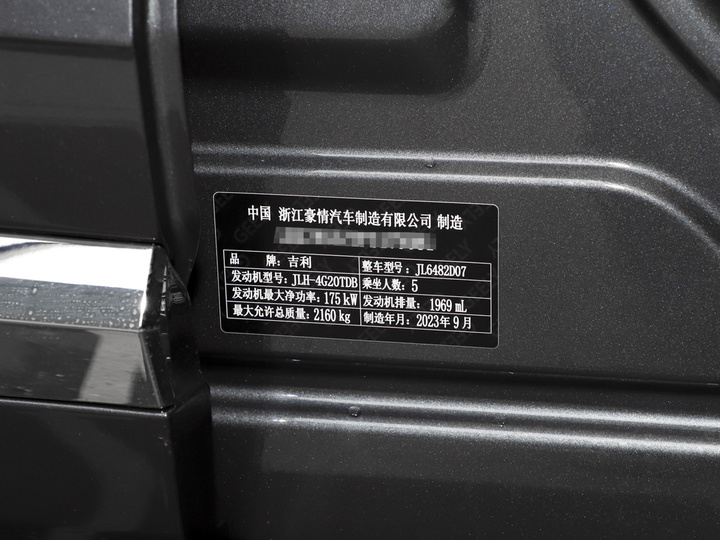 中国 浙江豪情汽车制造有限公司 制造
品 牌：吉利 整车型号：JL6482D07
发动机型号：JLH-4G20TDB 乘坐人数：5
发动机最大净功率：175 kW 发动机排量：1969 mL
最大允许总质量：2160 kg 制造年月：2023年 9 月